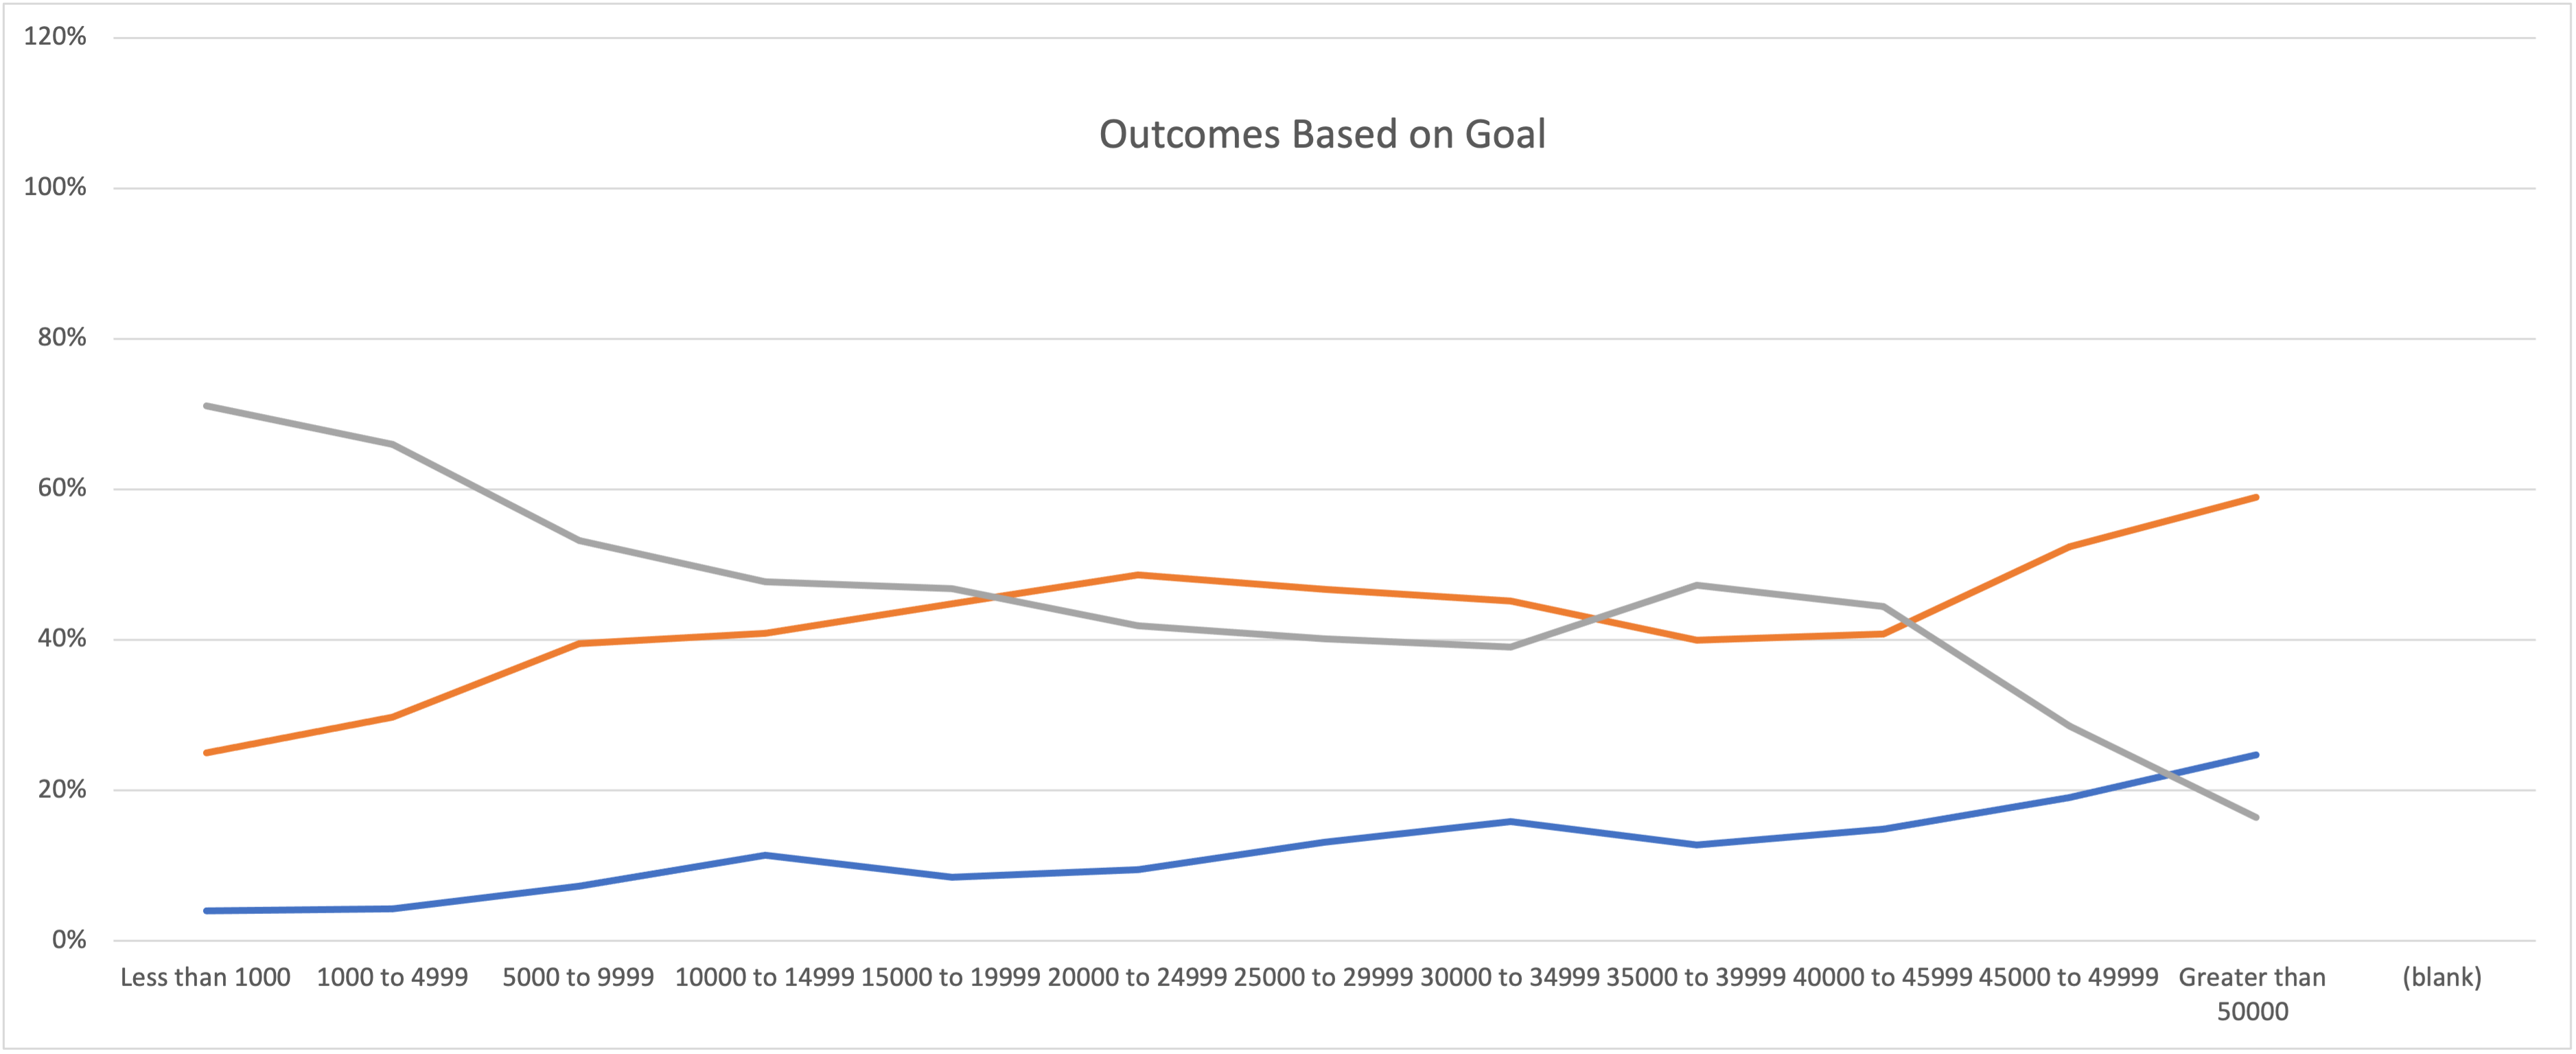 Outcomes Based on Goal
120%
100%
80%
60%
40%
20%
0%
Less than 1000
1000 to 4999
5000 to 9999
10000 to 14999
15000 to 19999
20000 to 24999
25000 to 29999
30000 to 34999
35000 to 39999
40000 to 45999
45000 to 49999
Greater than
50000
(blank)